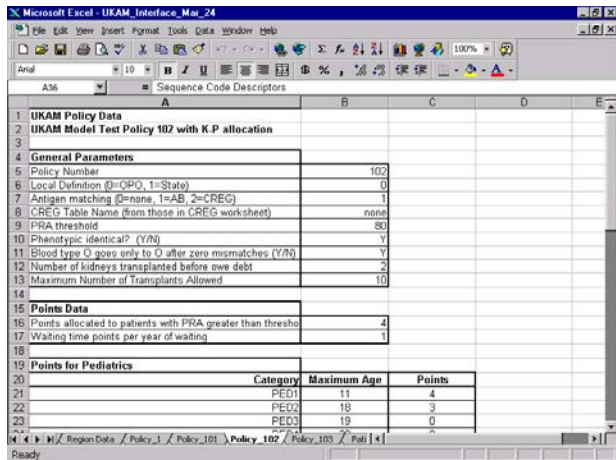 Microsoft Excel - UKAM_Interface_Mar_24
File Edit View Insert Format Tools Data Window Help
100%
Arial 10 B I U $ % ,
A36 = Sequence Code Descriptors
A B C D E
1 UKAM Policy Data
2 UKAM Model Test Policy 102 with K-P allocation
3
4 General Parameters
5 Policy Number 102
6 Local Definition (0=OPO, 1=State) 0
7 Antigen matching (0=none, 1=AB, 2=CREG) 1
8 CREG Table Name (from those in CREG worksheet) none
9 PRA threshold 80
10 Phenotypic identical? (Y/N) Y
11 Blood type O goes only to O after zero mismatches (Y/N) Y
12 Number of kidneys transplanted before owe debt 2
13 Maximum Number of Transplants Allowed 10
14
15 Points Data
16 Points allocated to patients with PRA greater than thresho 4
17 Waiting time points per year of waiting 1
18
19 Points for Pediatrics
20 Category Maximum Age Points
21 PED1 11 4
22 PED2 18 3
23 PED3 19 0
Region Data Policy_1 Policy_101 Policy_102 Policy_103 Pati
Ready